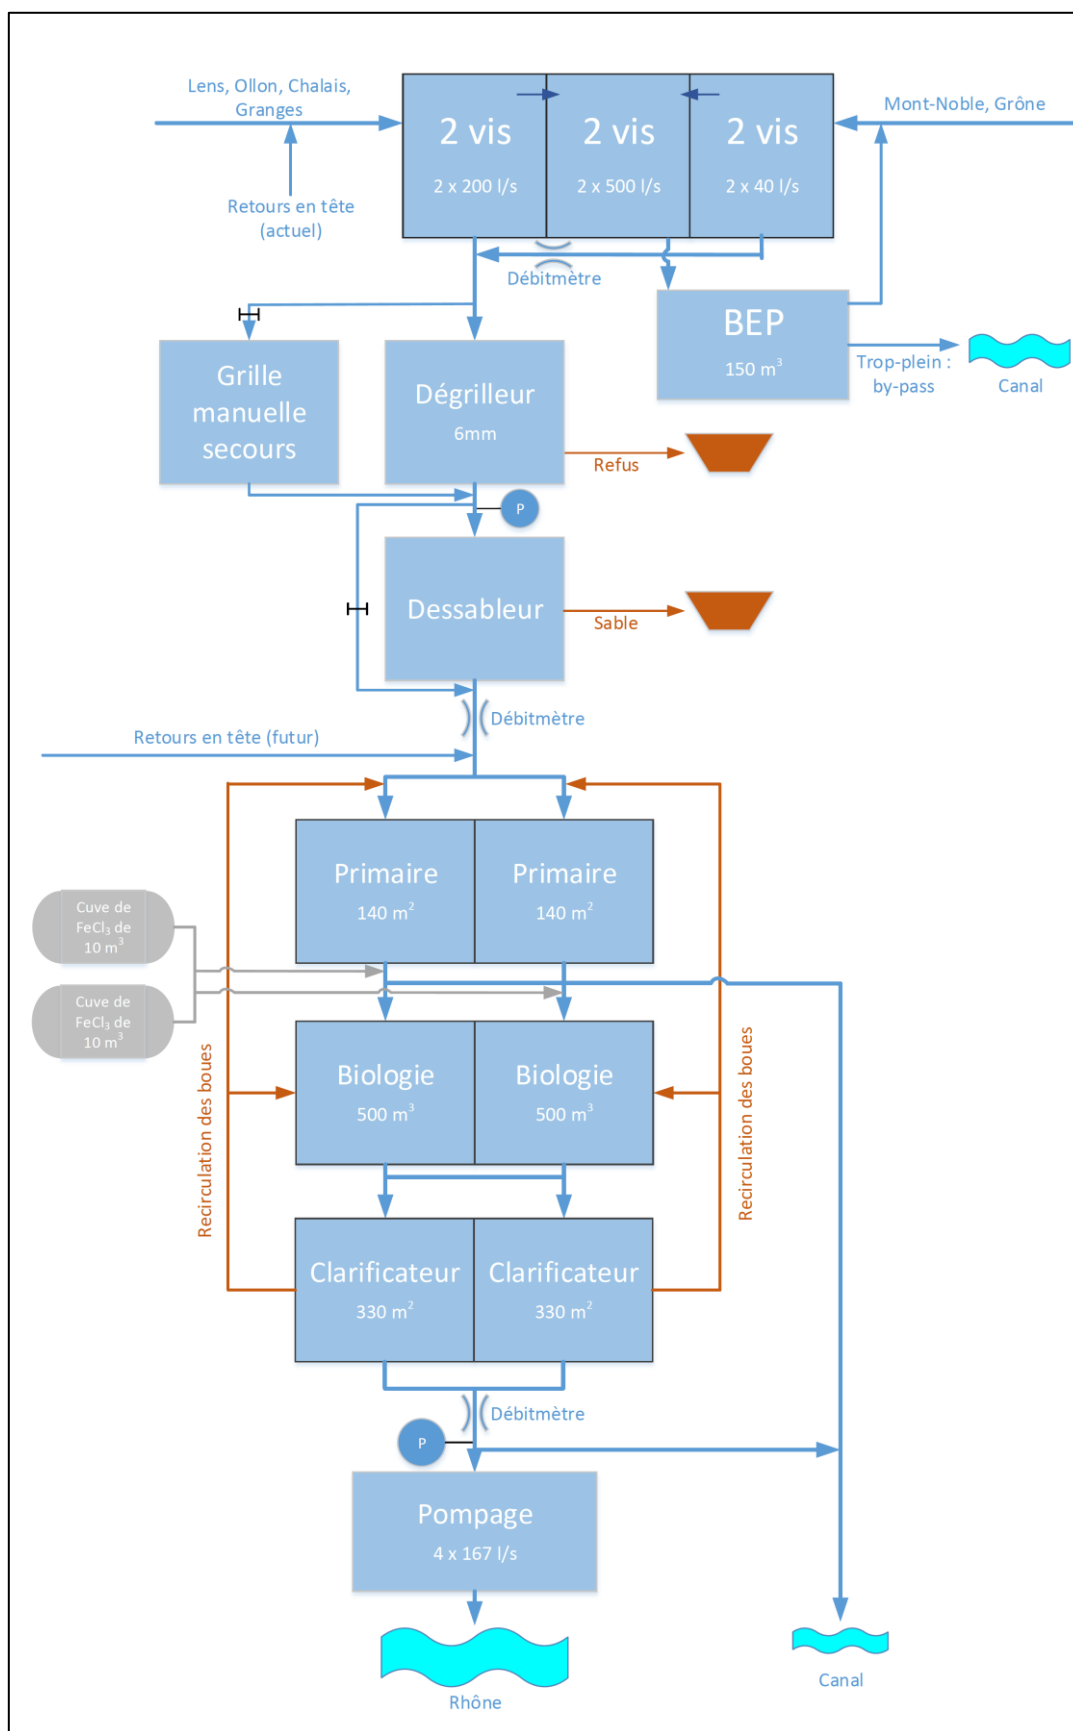 Lens, Ollon, Chalais,
Granges
Mont-Noble, Grône
2 vis
2 x 200 l/s
2 vis
2 x 500 l/s
2 vis
2 x 40 l/s
Retours en tête
(actuel)
Débitmètre
BEP
150 m³
Trop-plein :
by-pass
Canal
Grille
manuelle
secours
Dégrilleur
6mm
Refus
P
Dessableur
Sable
Débitmètre
Retours en tête (futur)
Primaire
140 m²
Primaire
140 m²
Cuve de
FeCl₃ de
10 m³
Cuve de
FeCl₃ de
10 m³
Recirculation des boues
Biologie
500 m³
Biologie
500 m³
Recirculation des boues
Clarificateur
330 m²
Clarificateur
330 m²
Débitmètre
P
Pompage
4 x 167 l/s
Rhône
Canal